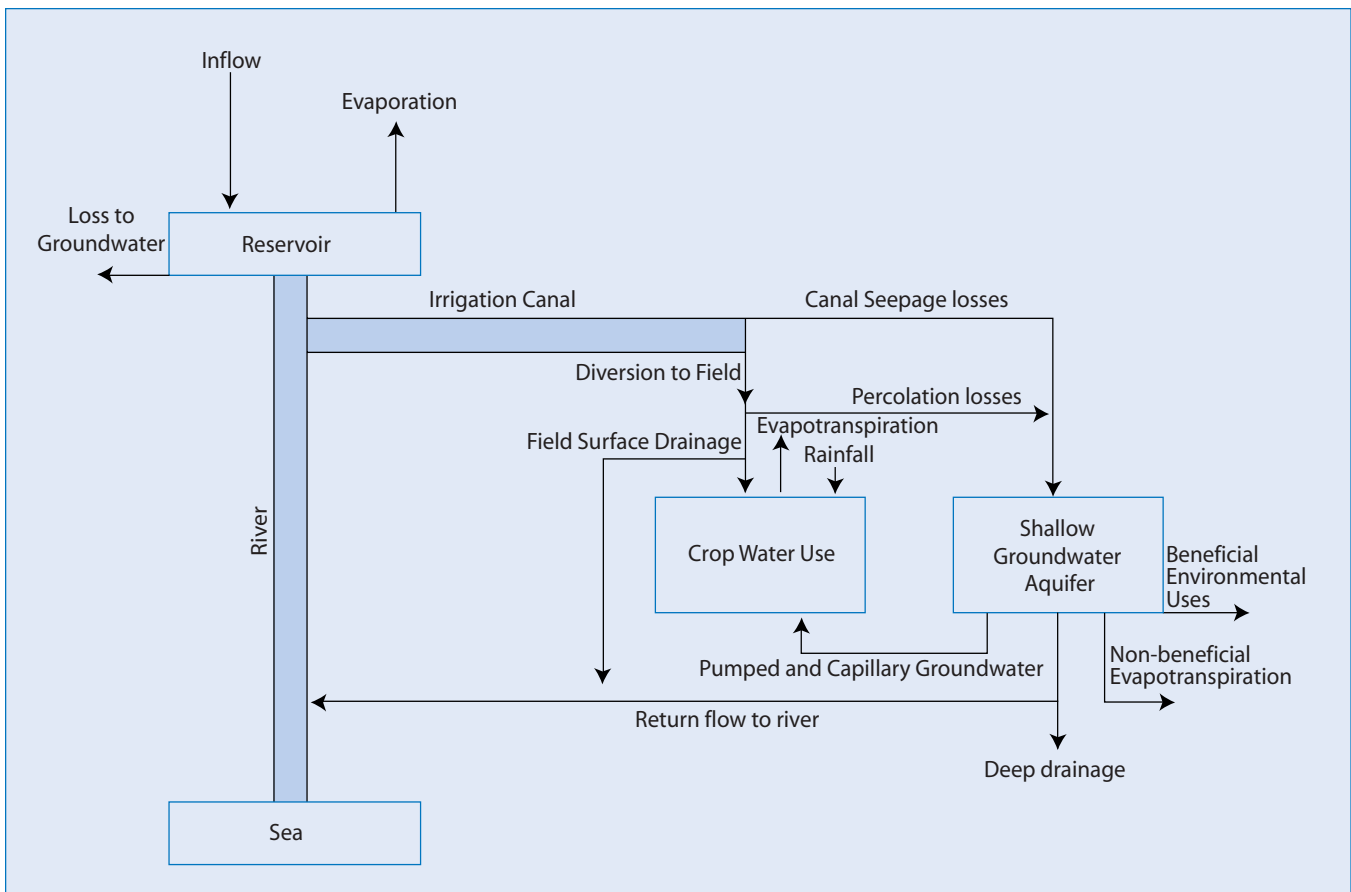 Inflow
Evaporation
Loss to
Groundwater
Reservoir
Irrigation Canal
Canal Seepage losses
Diversion to Field
Percolation losses
Evapotranspiration
Field Surface Drainage
Rainfall
River
Crop Water Use
Shallow
Groundwater
Aquifer
Beneficial
Environmental
Uses
Pumped and Capillary Groundwater
Non-beneficial
Evapotranspiration
Return flow to river
Deep drainage
Sea